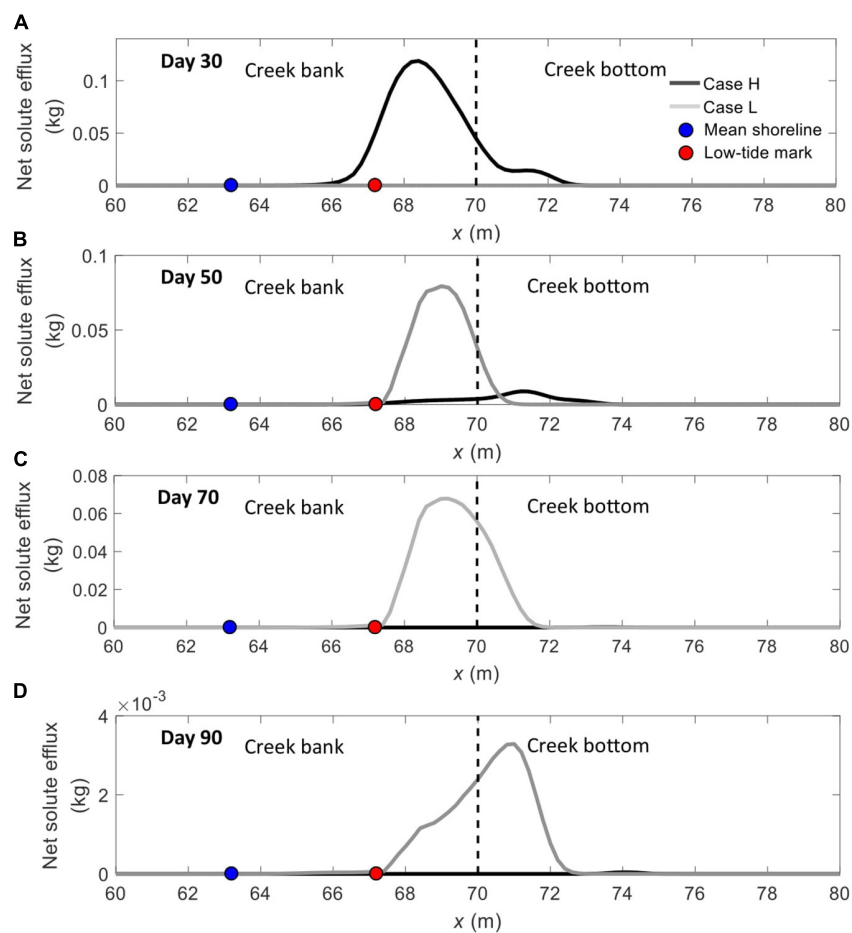 A
Day 30
Creek bank
Creek bottom
Case H
Case L
Mean shoreline
Low-tide mark
Net solute efflux
(kg)
0.1
0.05
0
60 62 64 66 68 70 72 74 76 78 80
x (m)
B
Day 50
Creek bank
Creek bottom
Net solute efflux
(kg)
0.1
0.05
0
60 62 64 66 68 70 72 74 76 78 80
x (m)
C
Day 70
Creek bank
Creek bottom
Net solute efflux
(kg)
0.08
0.06
0.04
0.02
0
60 62 64 66 68 70 72 74 76 78 80
x (m)
D
×10-3
Day 90
Creek bank
Creek bottom
Net solute efflux
(kg)
4
2
0
60 62 64 66 68 70 72 74 76 78 80
x (m)